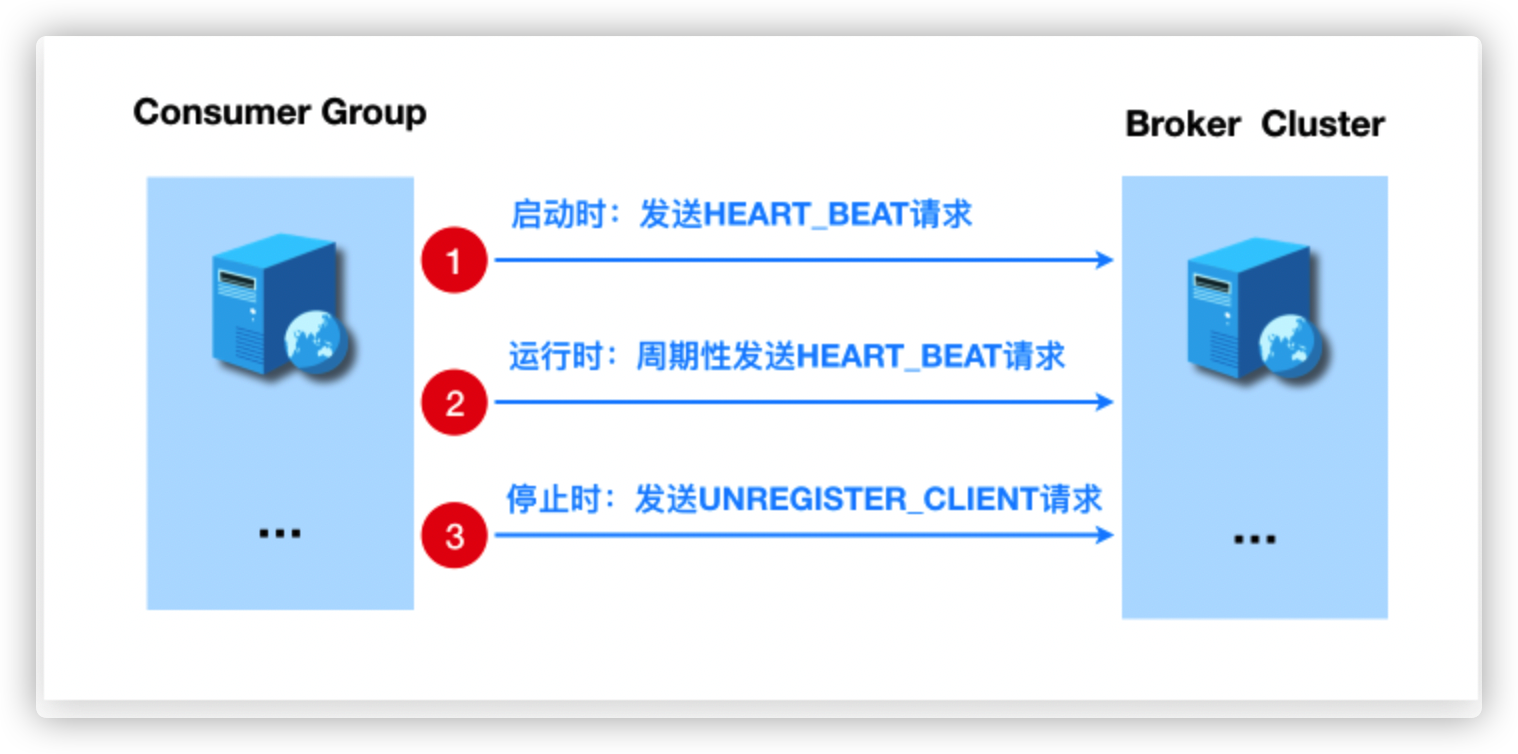 Consumer Group
Broker Cluster
启动时：发送HEART_BEAT请求
1
运行时：周期性发送HEART_BEAT请求
2
停止时：发送UNREGISTER_CLIENT请求
3
...
...